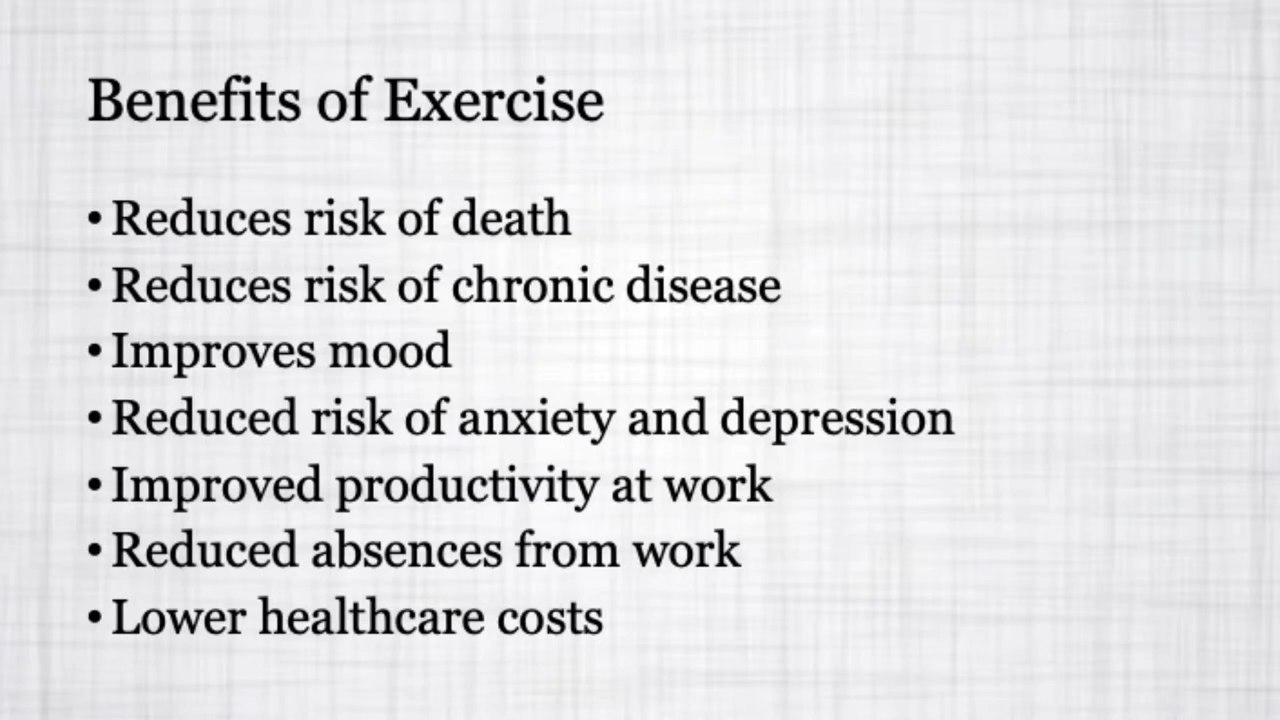 Benefits of Exercise
• Reduces risk of death
• Reduces risk of chronic disease
• Improves mood
• Reduced risk of anxiety and depression
• Improved productivity at work
• Reduced absences from work
• Lower healthcare costs